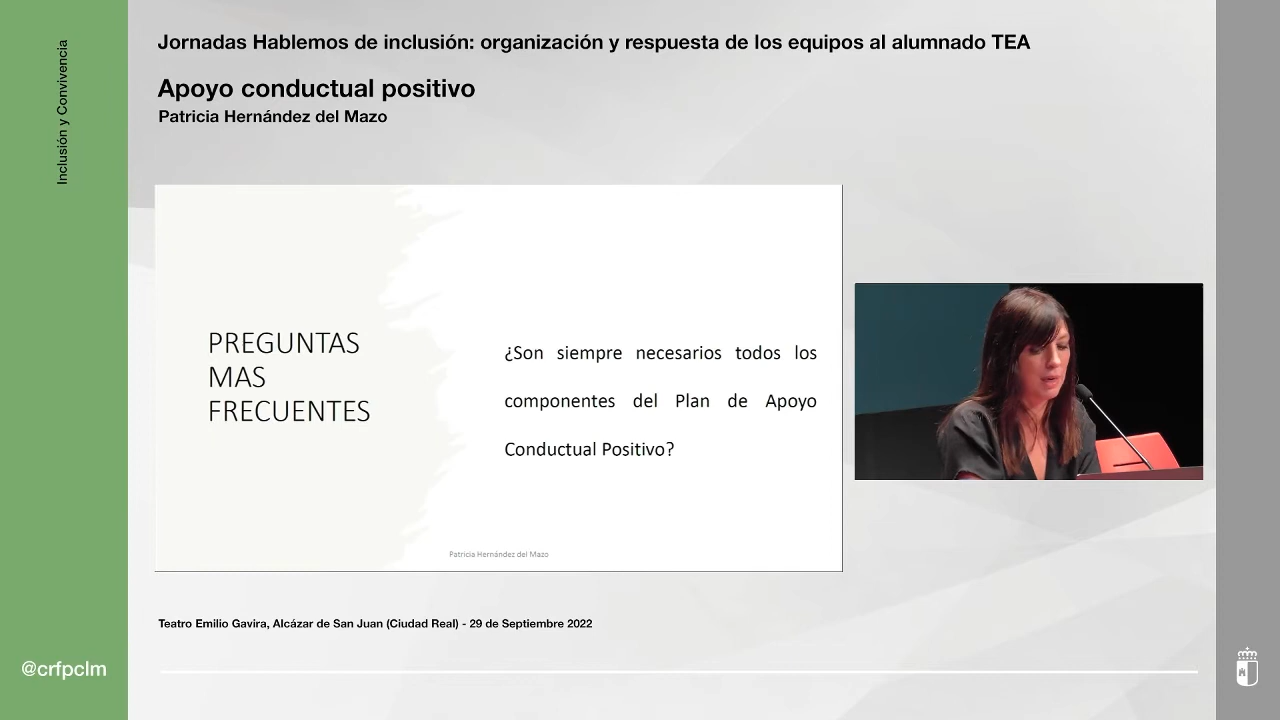 Inclusión y Convivencia
Jornadas Hablemos de inclusión: organización y respuesta de los equipos al alumnado TEA
Apoyo conductual positivo
Patricia Hernández del Mazo
PREGUNTAS
MAS
FRECUENTES
¿Son siempre necesarios todos los
componentes del Plan de Apoyo
Conductual Positivo?
Patricia Hernández del Mazo
Teatro Emilio Gavira, Alcázar de San Juan (Ciudad Real) - 29 de Septiembre 2022
@crfpclm